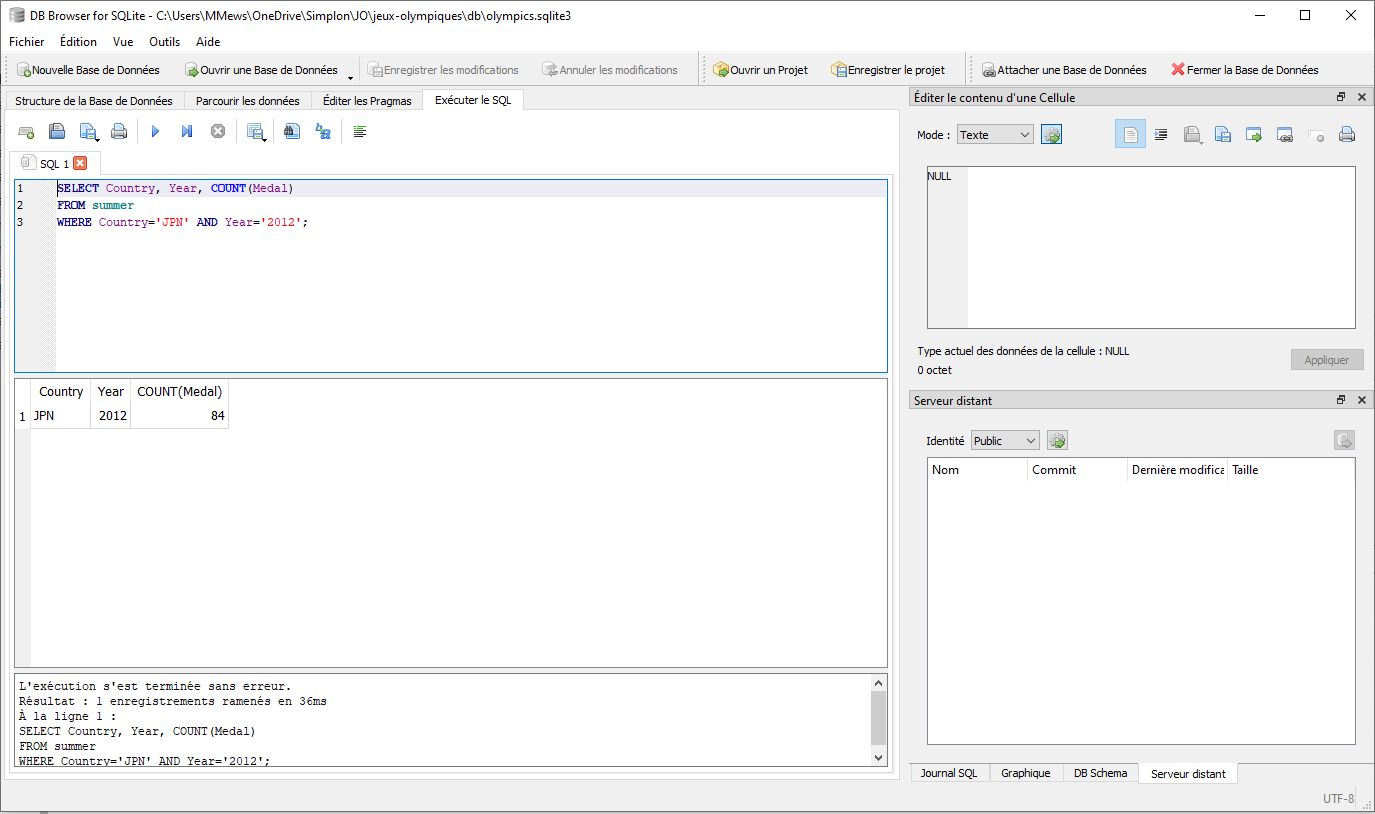 DB Browser for SQLite - C:\Users\MMews\OneDrive\Simplon\JO\jeux-olympiques\db\olympics.sqlite3
Fichier Édition Vue Outils Aide
Nouvelle Base de Données Ouvrir une Base de Données Enregistrer les modifications Annuler les modifications Ouvrir un Projet Enregistrer le projet Attacher une Base de Données Fermer la Base de Données
Structure de la Base de Données Parcourir les données Éditer les Pragmas Exécuter le SQL
SQL 1
1 SELECT Country, Year, COUNT(Medal)
2 FROM summer
3 WHERE Country='JPN' AND Year='2012';
Country Year COUNT(Medal)
1 JPN 2012 84
L'exécution s'est terminée sans erreur.
Résultat : 1 enregistrements ramenés en 36ms
À la ligne 1 :
SELECT Country, Year, COUNT(Medal)
FROM summer
WHERE Country='JPN' AND Year='2012';
Éditer le contenu d'une Cellule
Mode : Texte
NULL
Type actuel des données de la cellule : NULL
0 octet
Appliquer
Serveur distant
Identité Public
Nom Commit Dernière modifica Taille
Journal SQL Graphique DB Schema Serveur distant
UTF-8